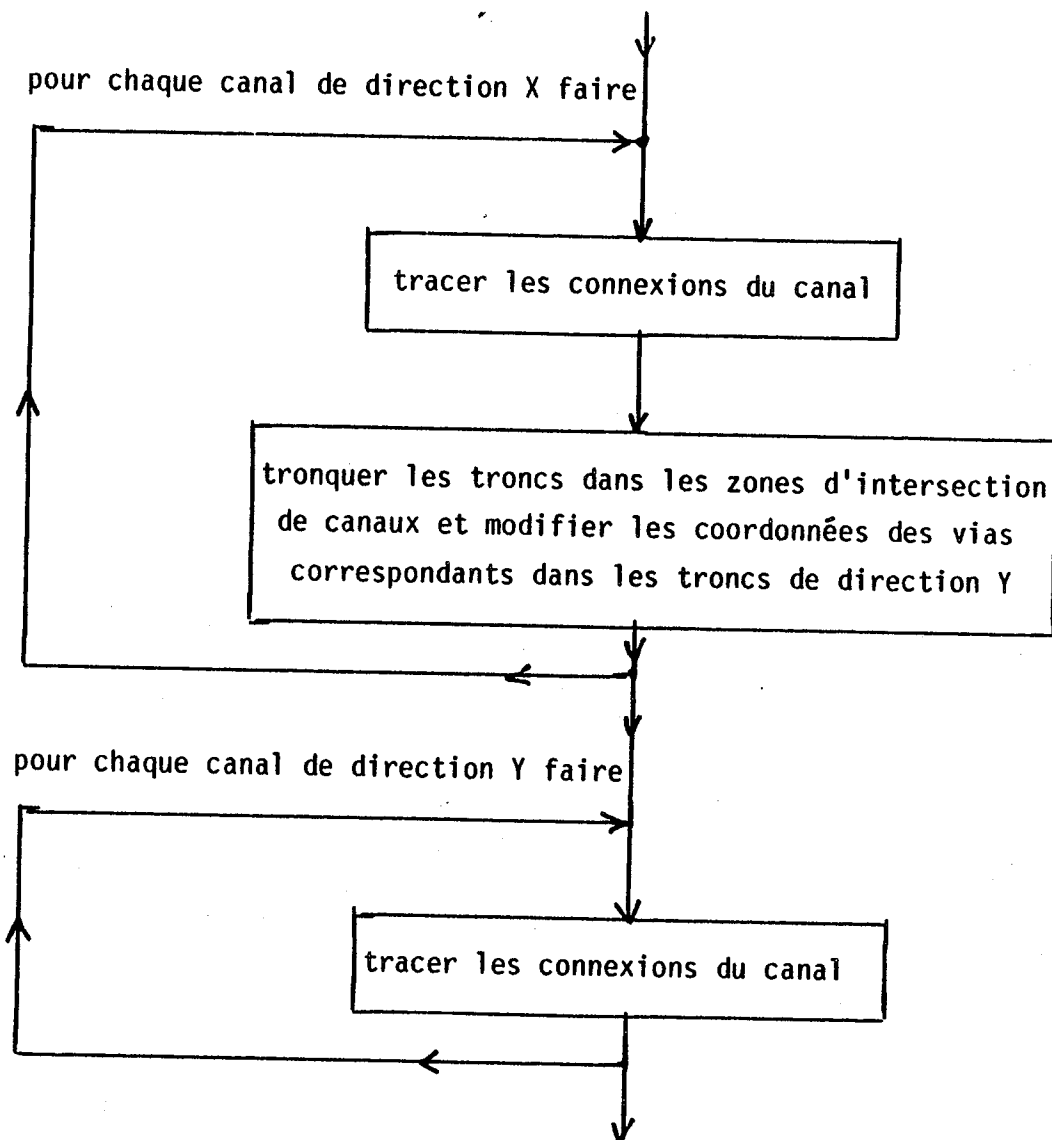 pour chaque canal de direction X faire
tracer les connexions du canal
tronquer les troncs dans les zones d'intersection
de canaux et modifier les coordonnées des vias
correspondants dans les troncs de direction Y
pour chaque canal de direction Y faire
tracer les connexions du canal